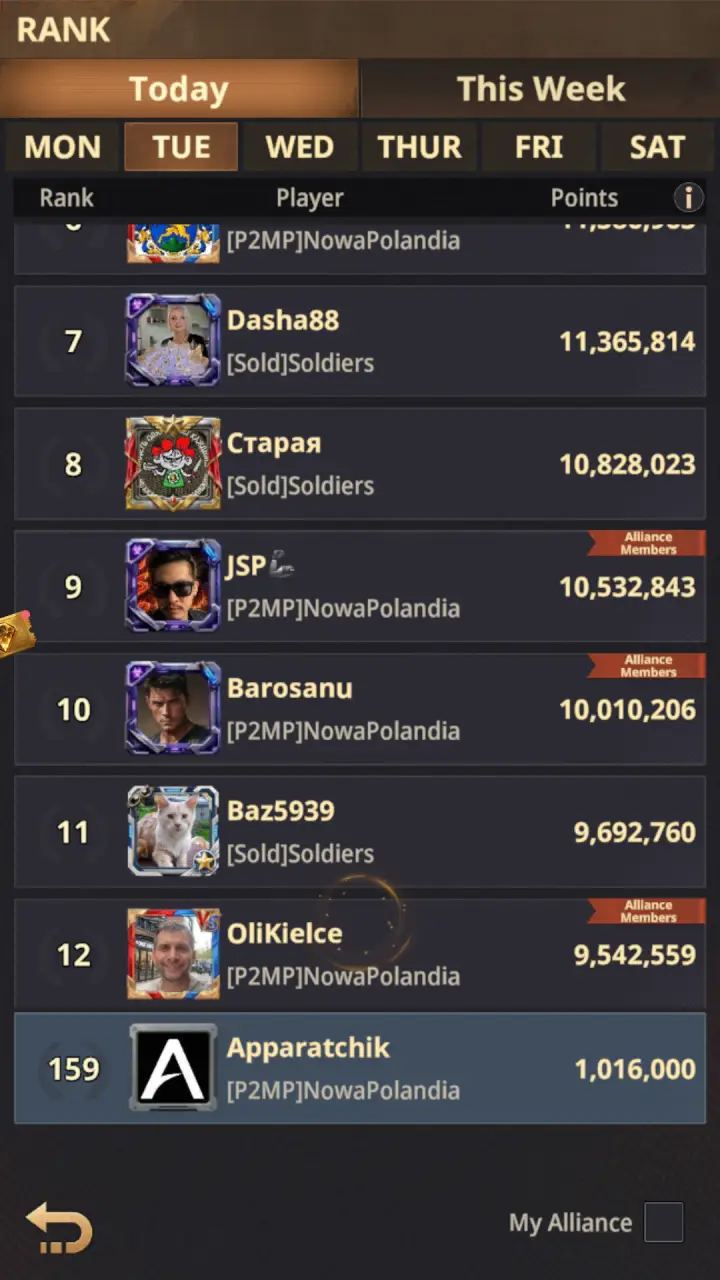 RANK
Today
This Week
MON
TUE
WED
THUR
FRI
SAT
Rank
Player
Points
[P2MP]NowaPolandia
7
Dasha88
[Sold]Soldiers
11,365,814
8
Старая
[Sold]Soldiers
10,828,023
Alliance
Members
9
JSP
[P2MP]NowaPolandia
10,532,843
Alliance
Members
10
Barosanu
[P2MP]NowaPolandia
10,010,206
11
Baz5939
[Sold]Soldiers
9,692,760
Alliance
Members
12
OliKielce
[P2MP]NowaPolandia
9,542,559
159
Apparatchik
[P2MP]NowaPolandia
1,016,000
My Alliance